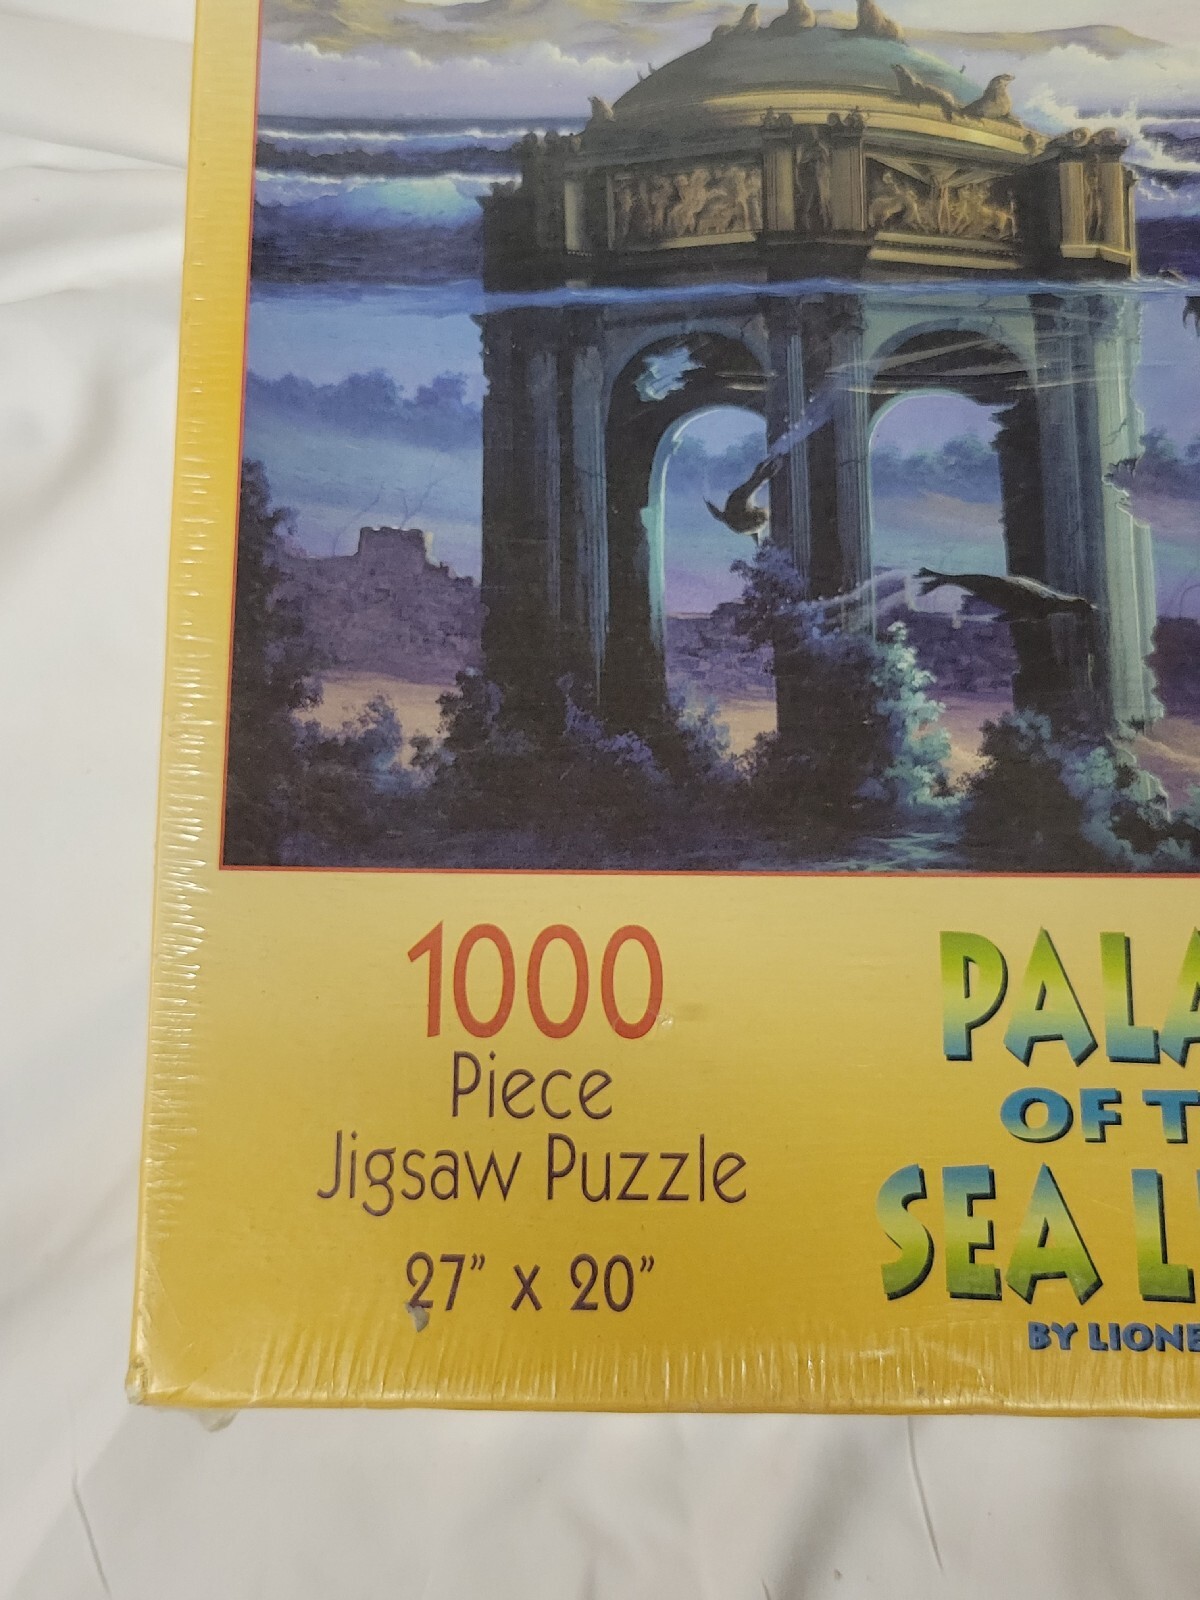 1000
Piece
Jigsaw Puzzle
27” x 20”
PALA
OF T
SEA L
BY LIONE